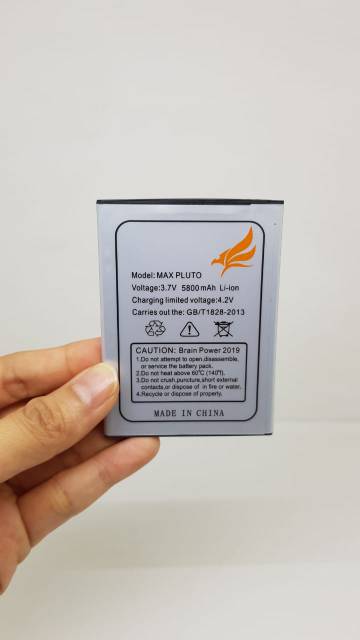 Model: MAX PLUTO
Voltage:3.7V 5800mAh Li-ion
Charging limited voltage:4.2V
Carries out the: GB/T1828-2013
CAUTION: Brain Power 2019
1.Do not attempt to open,disassemble,
or service the battery pack.
2.Do not heat above 60℃ (140℉).
3.Do not crush,puncture,short external
contacts,or dispose of in fire or water.
4.Recycle or dispose of properly.
MADE IN CHINA